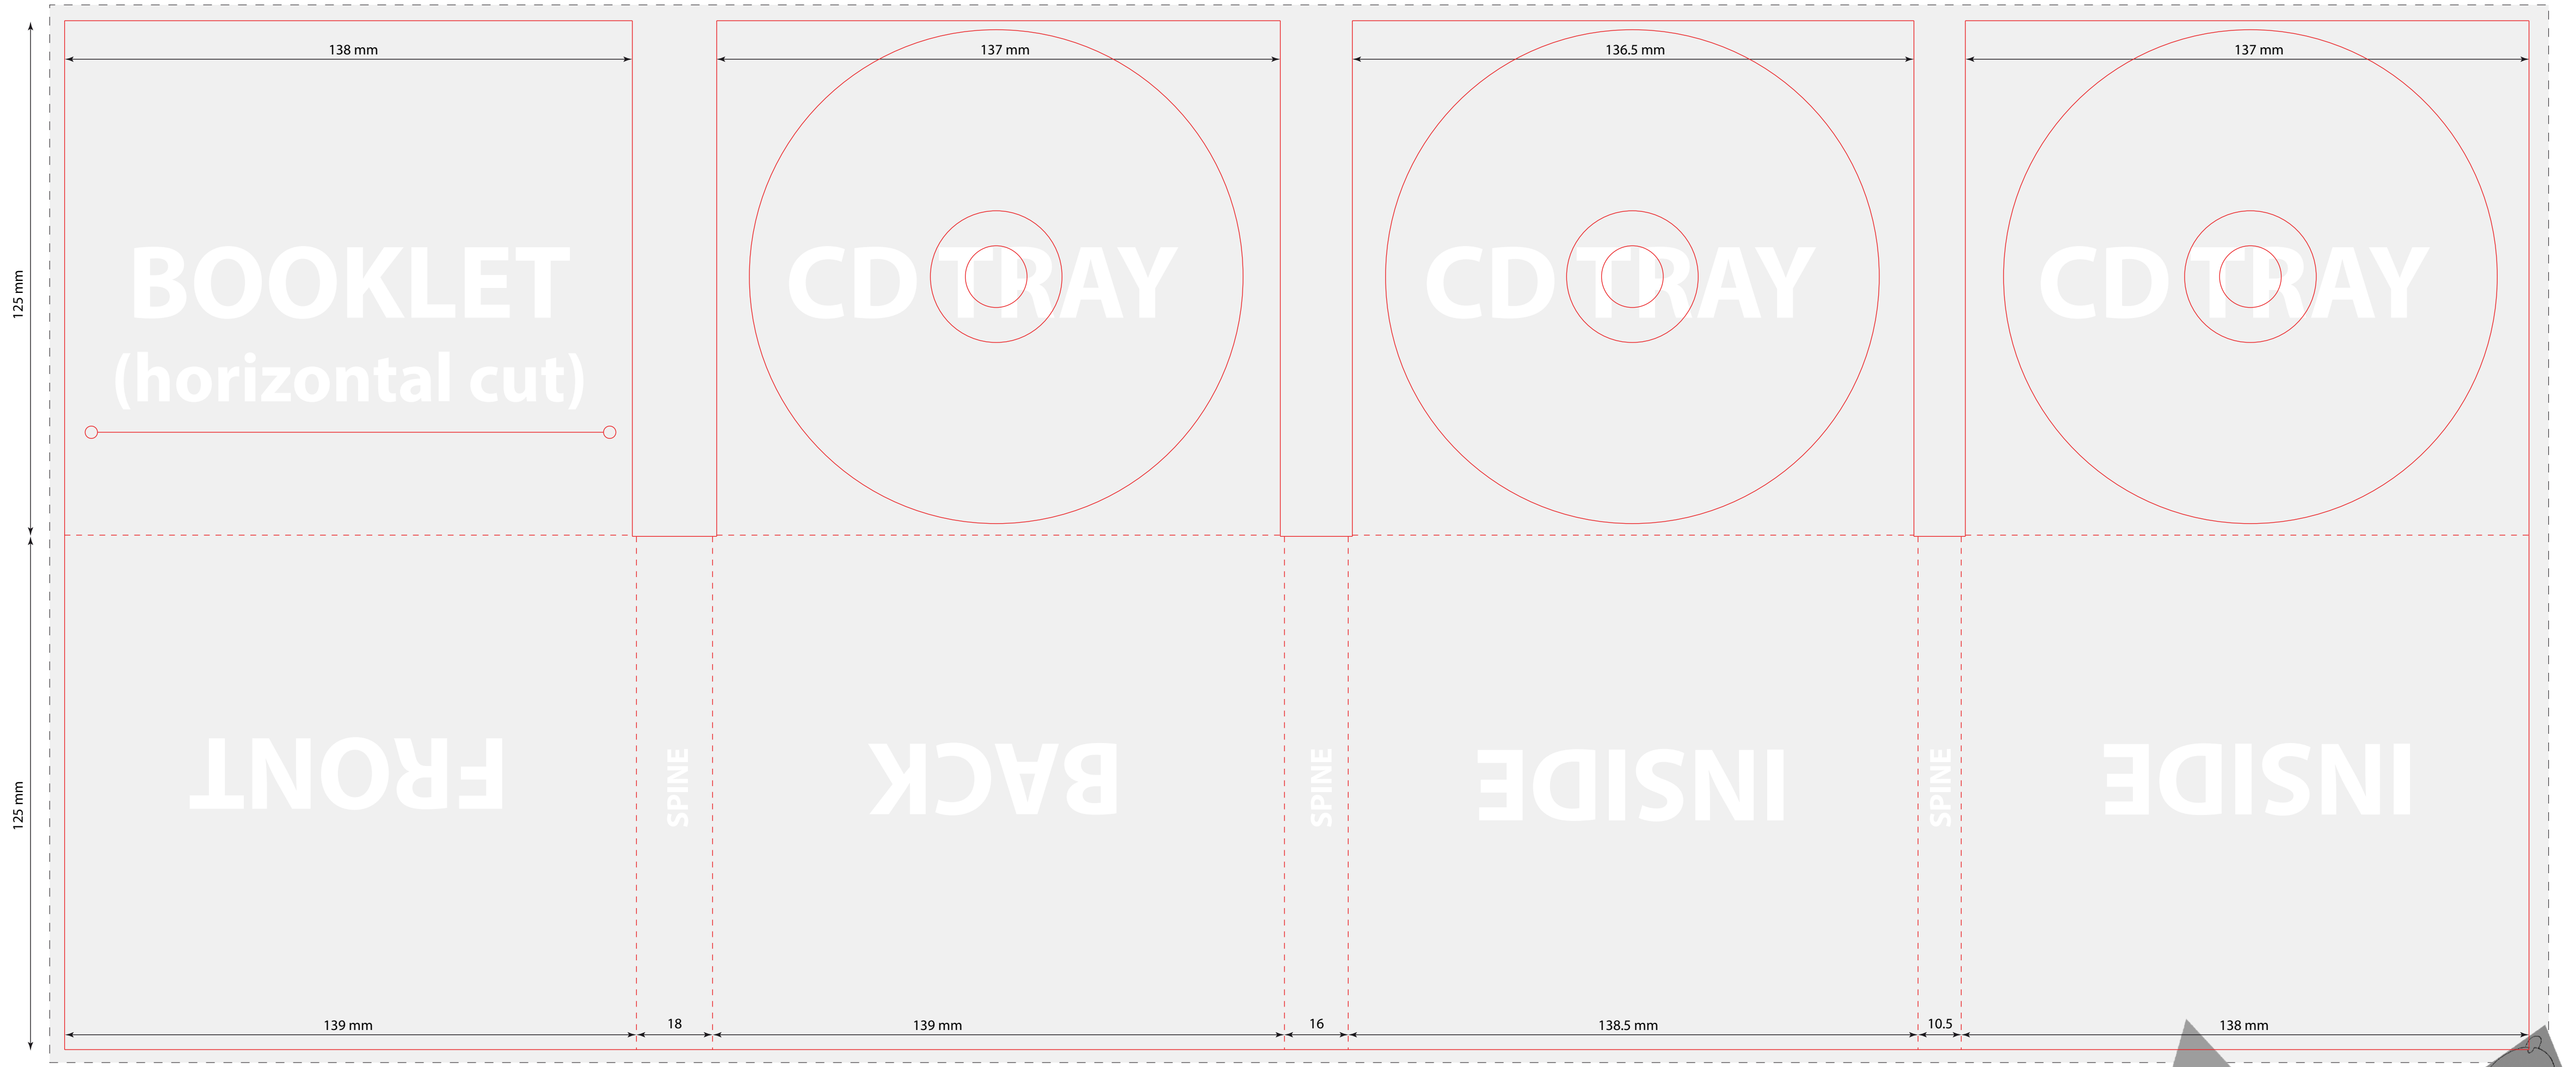 138 mm
137 mm
136.5 mm
137 mm
125 mm
BOOKLET
(horizontal cut)
CD TRAY
CD TRAY
CD TRAY
125 mm
FRONT
SPINE
BACK
SPINE
INSIDE
SPINE
INSIDE
139 mm
18
139 mm
16
138.5 mm
10.5
138 mm